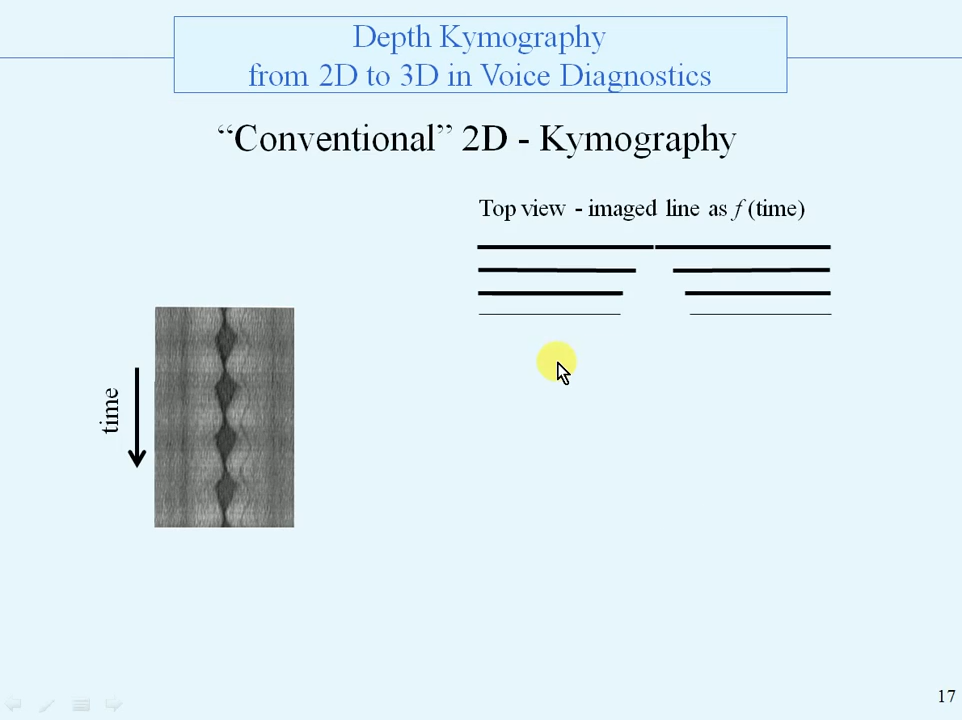 Depth Kymography
from 2D to 3D in Voice Diagnostics
“Conventional” 2D - Kymography
Top view - imaged line as f (time)
time
17